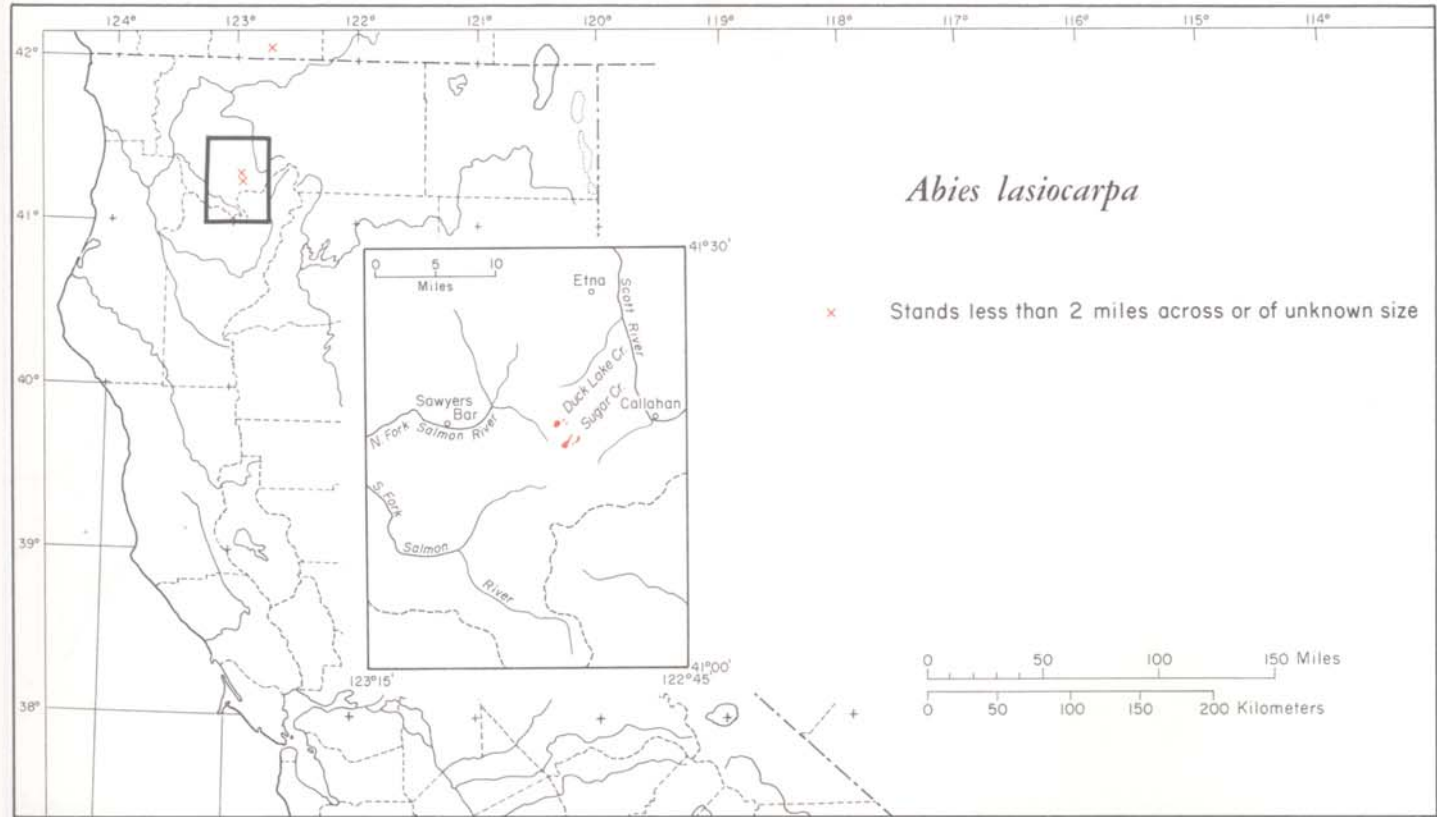 124° 123° 122° 121° 120° 119° 118° 117° 116° 115° 114°
42°
41°
40°
39°
38°
Abies lasiocarpa
× Stands less than 2 miles across or of unknown size
41°30'
0 5 10
Miles
Etna
Scott River
Duck Lake Cr.
Sugar Cr.
Callahan
Sawyers
Bar
N. Fork Salmon River
S. Fork
Salmon
River
41°00'
123°15'
122°45'
0 50 100 150 Miles
0 50 100 150 200 Kilometers